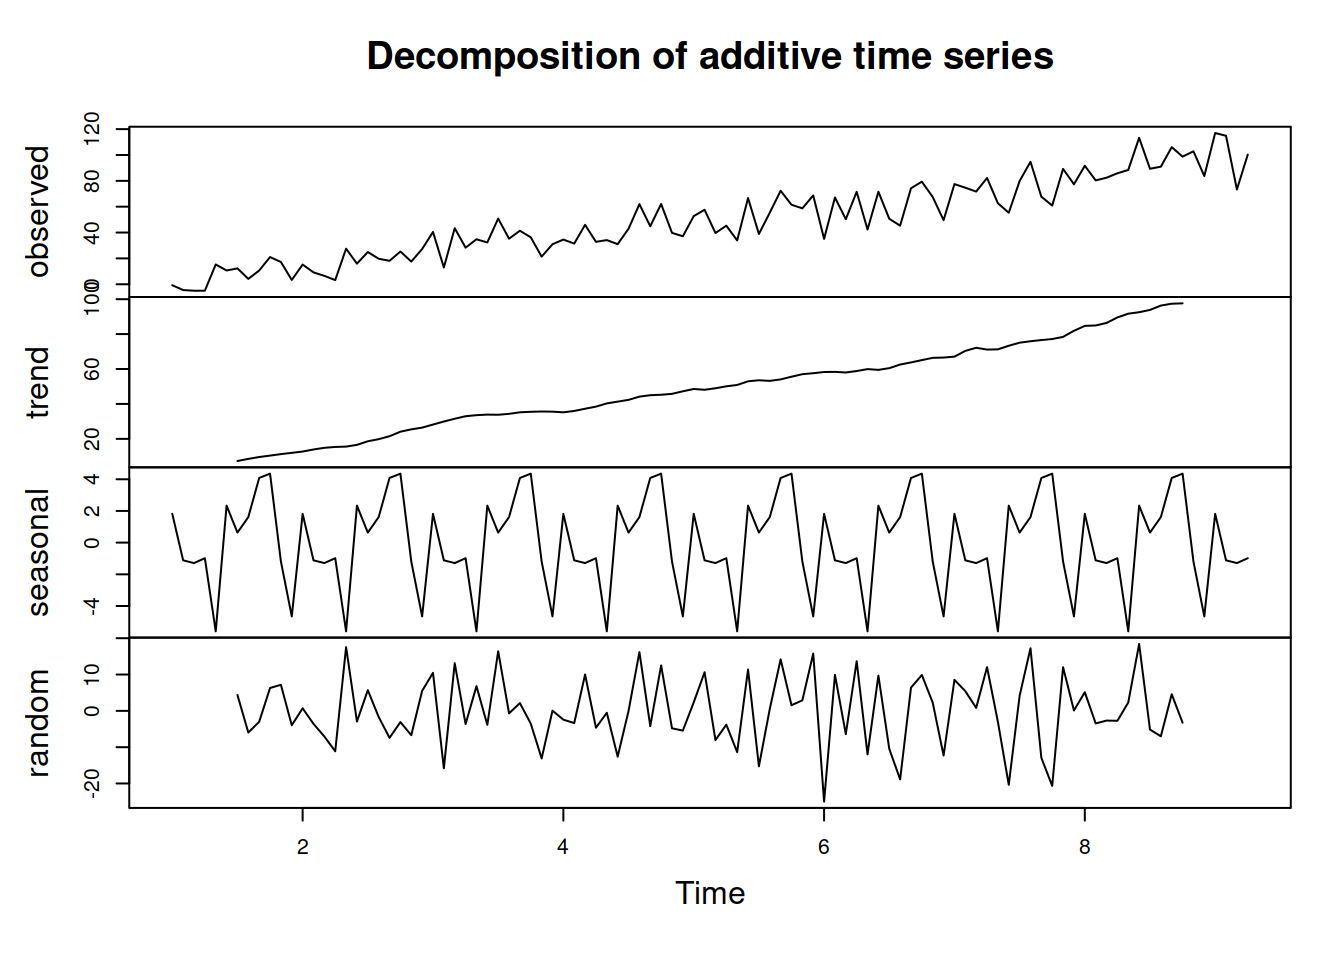 Decomposition of additive time series
observed
0 40 80 120
trend
20 60 100
seasonal
-4 0 2 4
random
-20 0 10
2 4 6 8
Time